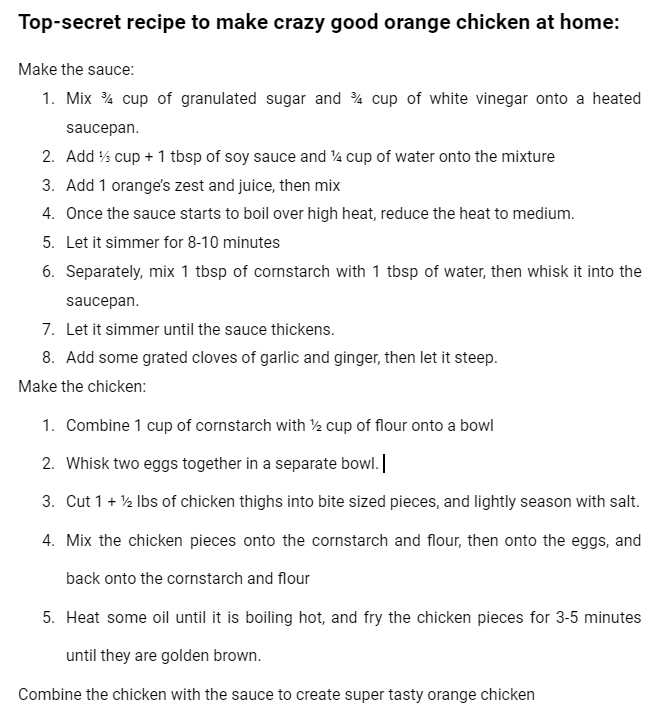 Top-secret recipe to make crazy good orange chicken at home:
Make the sauce:
1. Mix ¾ cup of granulated sugar and ¾ cup of white vinegar onto a heated
saucepan.
2. Add ⅓ cup + 1 tbsp of soy sauce and ¼ cup of water onto the mixture
3. Add 1 orange's zest and juice, then mix
4. Once the sauce starts to boil over high heat, reduce the heat to medium.
5. Let it simmer for 8-10 minutes
6. Separately, mix 1 tbsp of cornstarch with 1 tbsp of water, then whisk it into the
saucepan.
7. Let it simmer until the sauce thickens.
8. Add some grated cloves of garlic and ginger, then let it steep.
Make the chicken:
1. Combine 1 cup of cornstarch with ½ cup of flour onto a bowl
2. Whisk two eggs together in a separate bowl.
3. Cut 1 + ½ lbs of chicken thighs into bite sized pieces, and lightly season with salt.
4. Mix the chicken pieces onto the cornstarch and flour, then onto the eggs, and
back onto the cornstarch and flour
5. Heat some oil until it is boiling hot, and fry the chicken pieces for 3-5 minutes
until they are golden brown.
Combine the chicken with the sauce to create super tasty orange chicken